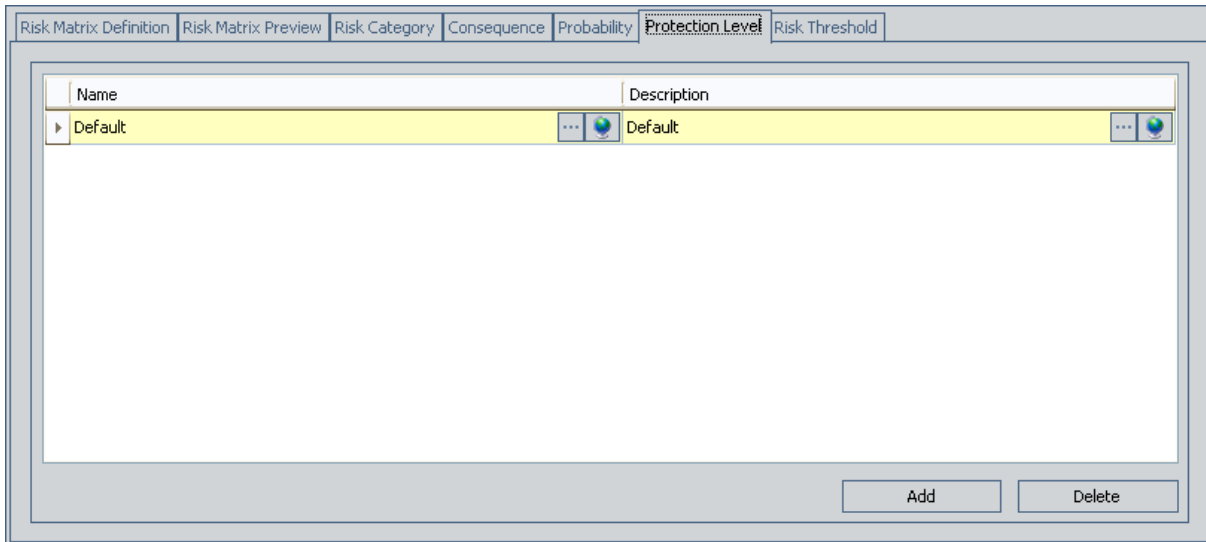 Risk Matrix Definition Risk Matrix Preview Risk Category Consequence Probability Protection Level Risk Threshold
Name Description
Default Default
Add Delete